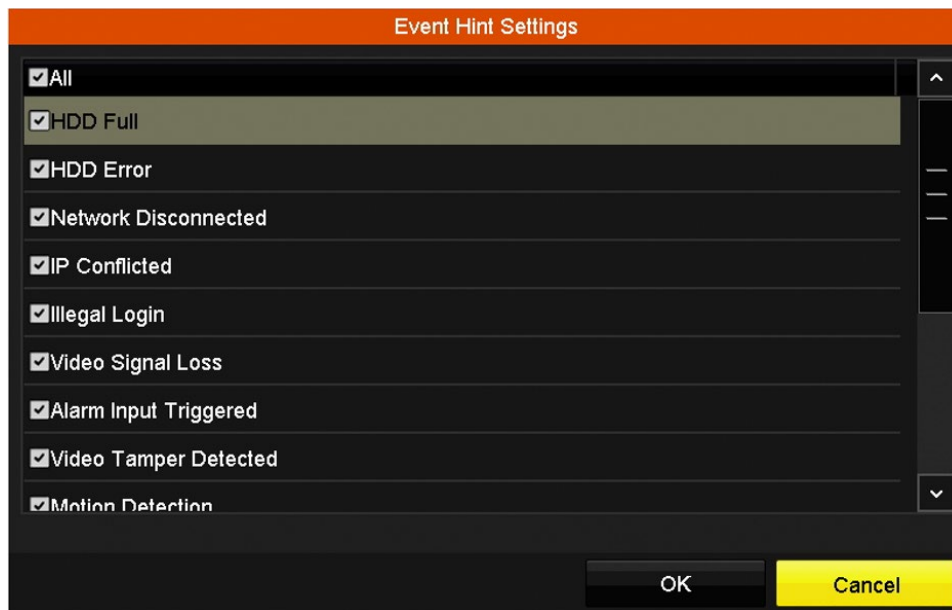 Event Hint Settings
All
HDD Full
HDD Error
Network Disconnected
IP Conflicted
Illegal Login
Video Signal Loss
Alarm Input Triggered
Video Tamper Detected
Motion Detection
OK
Cancel